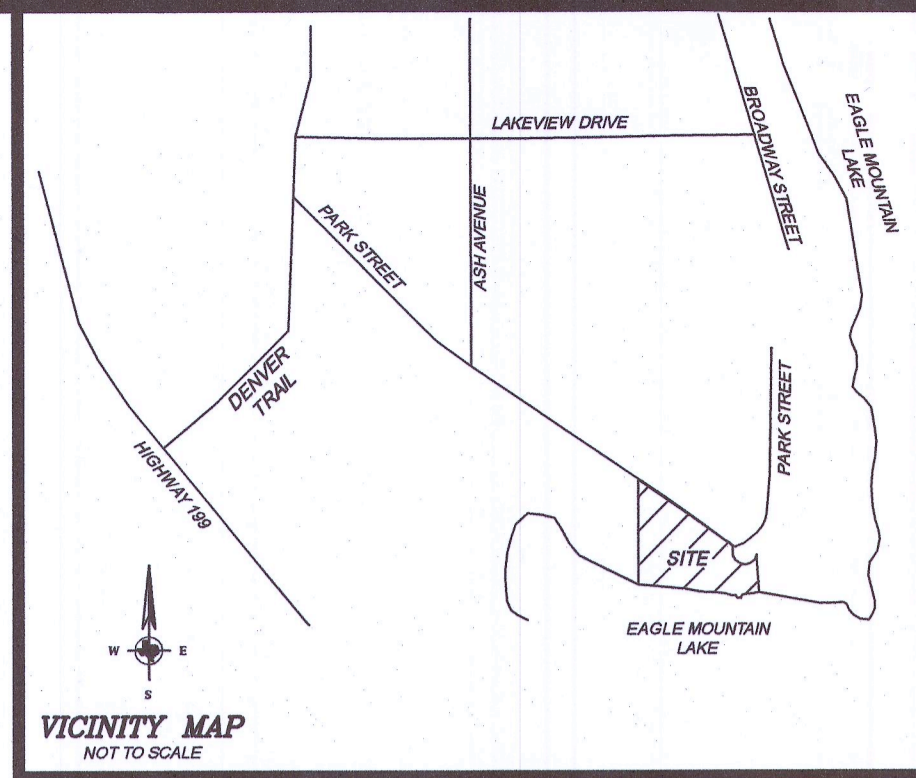 LAKEVIEW DRIVE
BROADWAY STREET
EAGLE MOUNTAIN
LAKE
PARK STREET
ASH AVENUE
DENVER
TRAIL
PARK STREET
HIGHWAY 199
SITE
EAGLE MOUNTAIN
LAKE
W
E
S
VICINITY MAP
NOT TO SCALE